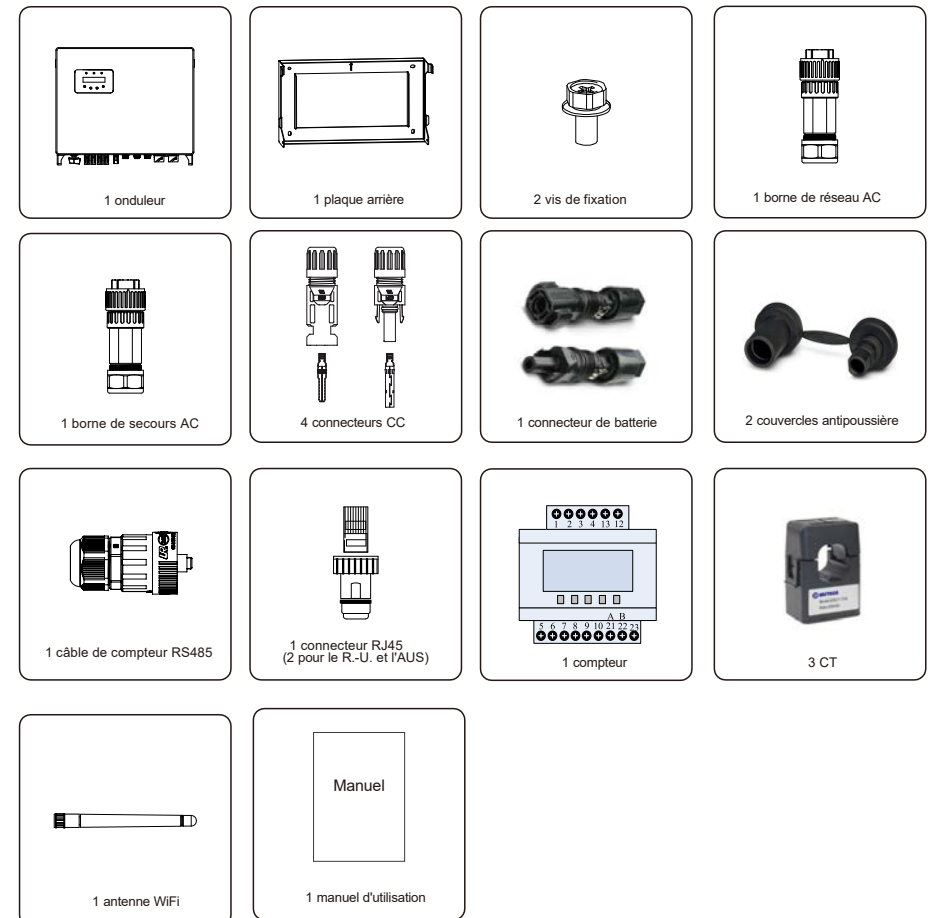 1 onduleur
1 plaque arrière
2 vis de fixation
1 borne de réseau AC
1 borne de secours AC
4 connecteurs CC
1 connecteur de batterie
2 couvercles antipoussière
1 câble de compteur RS485
1 connecteur RJ45
(2 pour le R.-U. et l'AUS)
1 2 3 4 13 12
A B
5 6 7 8 9 10 21 22 23
1 compteur
3 CT
1 antenne WiFi
Manuel
1 manuel d'utilisation